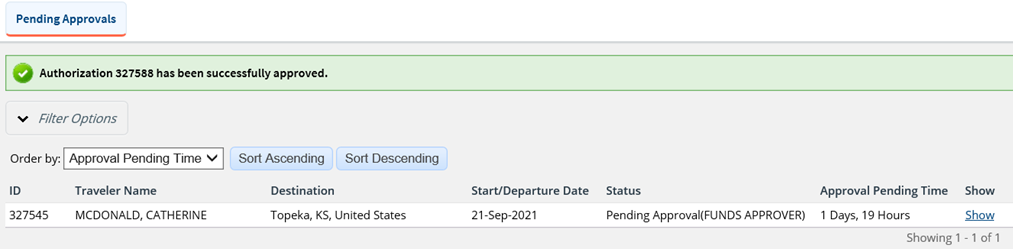 Pending Approvals
Authorization 327588 has been successfully approved.
Filter Options
Order by: Approval Pending Time Sort Ascending Sort Descending
ID Traveler Name Destination Start/Departure Date Status Approval Pending Time Show
327545 MCDONALD, CATHERINE Topeka, KS, United States 21-Sep-2021 Pending Approval(FUNDS APPROVER) 1 Days, 19 Hours Show
Showing 1 - 1 of 1